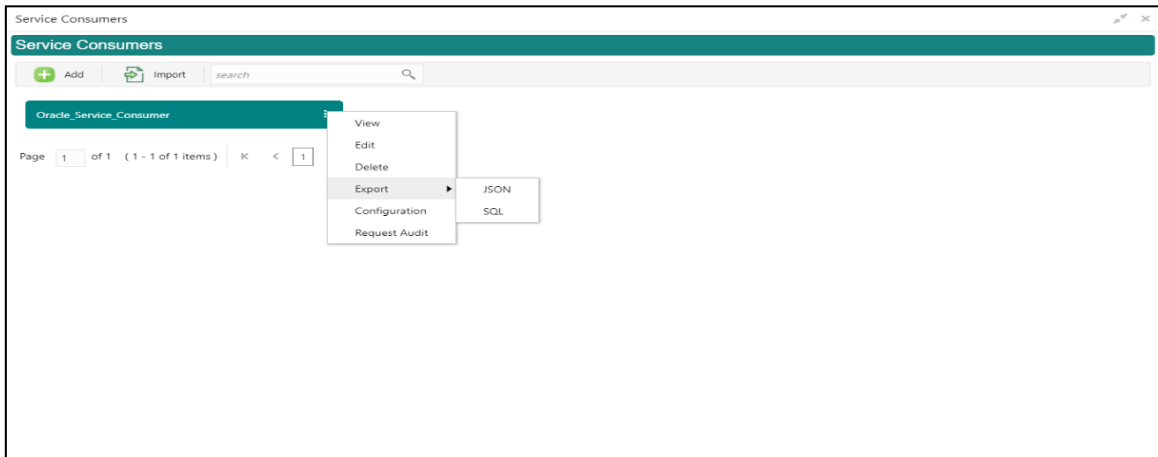 Service Consumers
Service Consumers
Add Import search
Oracle_Service_Consumer
View
Page 1 of 1 ( 1 - 1 of 1 items ) K < 1
Edit
Delete
Export JSON
Configuration SQL
Request Audit